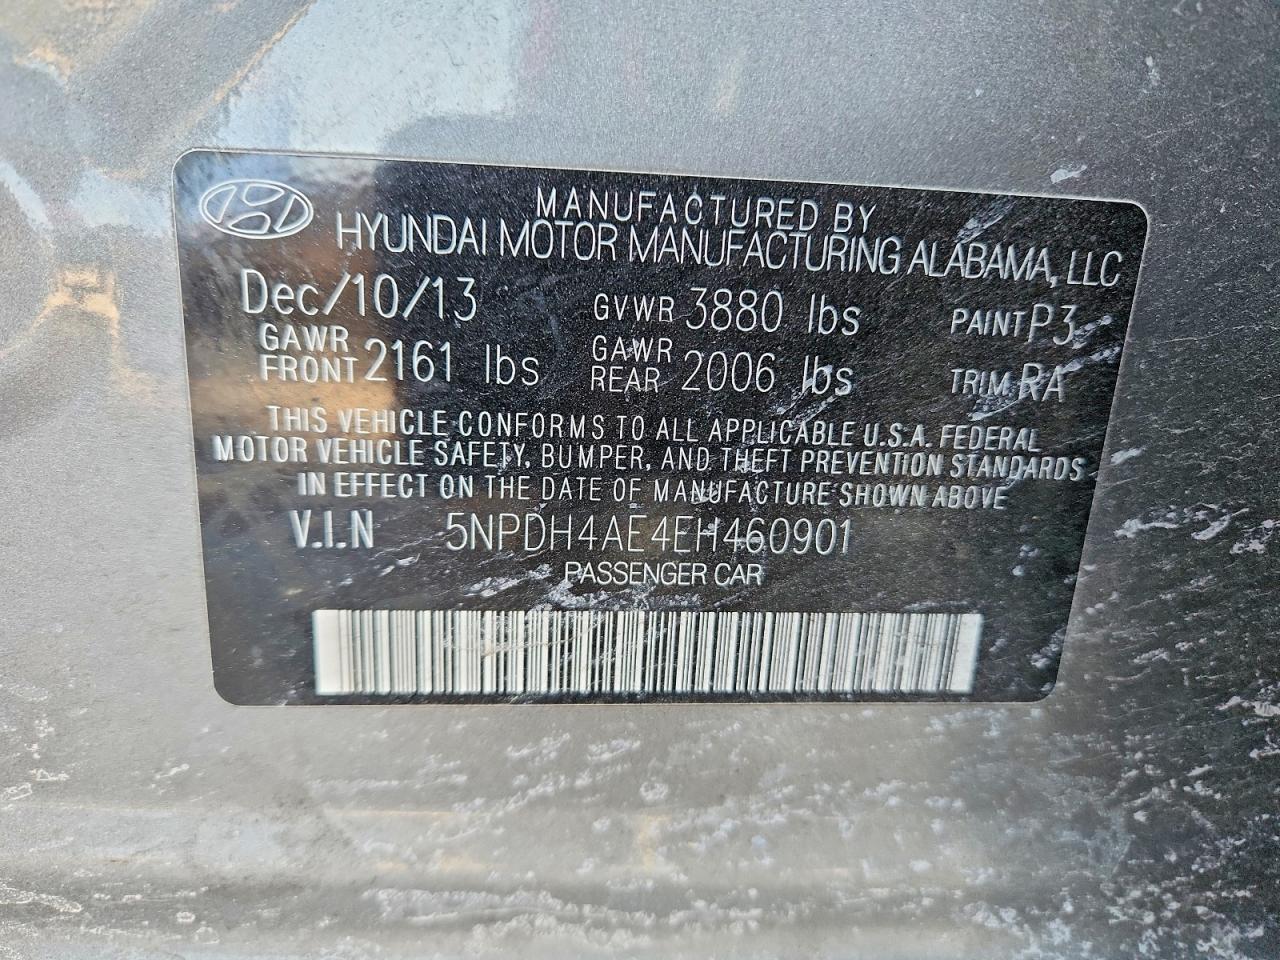 MANUFACTURED BY
HYUNDAI MOTOR MANUFACTURING ALABAMA, LLC
Dec/10/13 GVWR 3880 lbs PAINT P3
GAWR FRONT 2161 lbs GAWR REAR 2006 lbs TRIM RA
THIS VEHICLE CONFORMS TO ALL APPLICABLE U.S.A. FEDERAL
MOTOR VEHICLE SAFETY, BUMPER, AND THEFT PREVENTION STANDARDS
IN EFFECT ON THE DATE OF MANUFACTURE SHOWN ABOVE
V.I.N 5NPDH4AE4EH460901
PASSENGER CAR